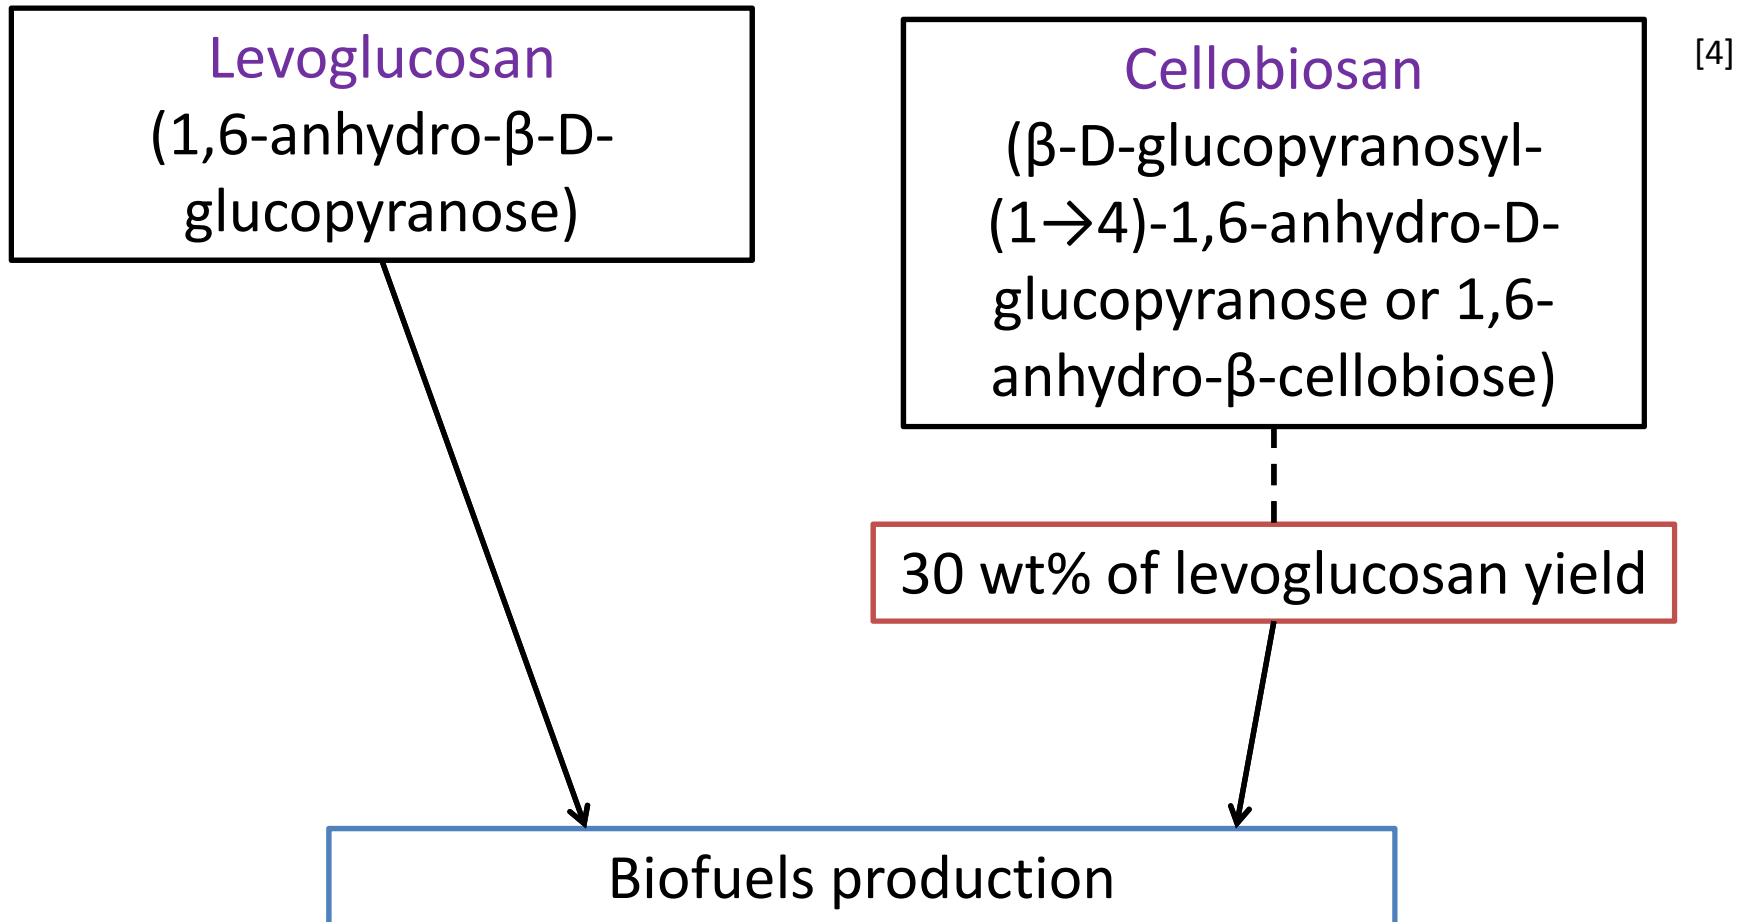 Levoglucosan
(1,6-anhydro-β-D-
glucopyranose)
Cellobiosan
(β-D-glucopyranosyl-
(1→4)-1,6-anhydro-D-
glucopyranose or 1,6-
anhydro-β-cellobiose)
[4]
30 wt% of levoglucosan yield
Biofuels production